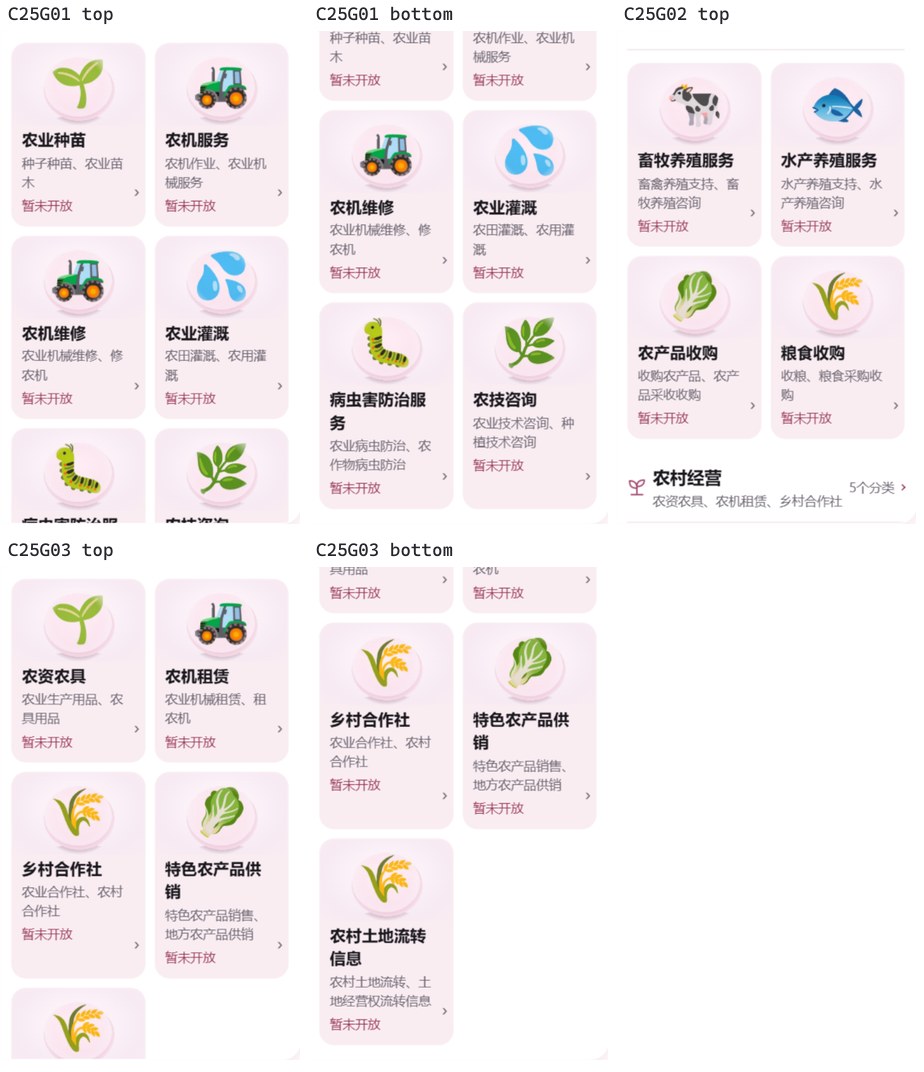 C25G01 top
农业种苗
种子种苗、农业苗
木
›
暂未开放
农机服务
农机作业、农业机
械服务
›
暂未开放
农机维修
农业机械维修、修
农机
›
暂未开放
农业灌溉
农田灌溉、农用灌
溉
›
暂未开放
病虫害防治服
农技咨询
C25G01 bottom
种子种苗、农业苗
木
›
暂未开放
农机作业、农业机
械服务
›
暂未开放
农机维修
农业机械维修、修
农机
›
暂未开放
农业灌溉
农田灌溉、农用灌
溉
›
暂未开放
病虫害防治服
务
农业病虫防治、农
作物病虫防治
›
暂未开放
农技咨询
农业技术咨询、种
植技术咨询
暂未开放
›
C25G02 top
畜牧养殖服务
畜禽养殖支持、畜
牧养殖咨询
›
暂未开放
水产养殖服务
水产养殖支持、水
产养殖咨询
›
暂未开放
农产品收购
收购农产品、农产
品采收收购
›
暂未开放
粮食收购
收粮、粮食采购收
购
›
暂未开放
农村经营
农资农具、农机租赁、乡村合作社
5个分类 ›
C25G03 top
农资农具
农业生产用品、农
具用品
›
暂未开放
农机租赁
农业机械租赁、租
农机
›
暂未开放
乡村合作社
农业合作社、农村
合作社
暂未开放
›
特色农产品供
销
特色农产品销售、
地方农产品供销
›
暂未开放
C25G03 bottom
具用品
›
暂未开放
农机
›
暂未开放
乡村合作社
农业合作社、农村
合作社
暂未开放
›
特色农产品供
销
特色农产品销售、
地方农产品供销
›
暂未开放
农村土地流转
信息
农村土地流转、土
地经营权流转信息
›
暂未开放